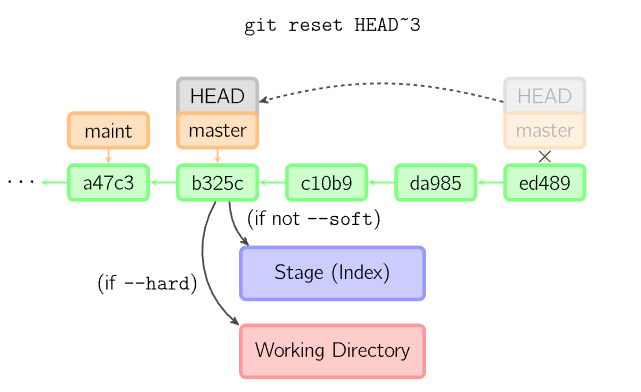 git reset HEAD~3
HEAD HEAD
maint master master
... a47c3 b325c c10b9 da985 ed489
(if not --soft)
Stage (Index)
(if --hard)
Working Directory